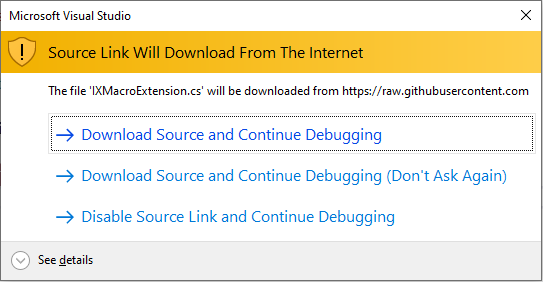 Microsoft Visual Studio
Source Link Will Download From The Internet
The file 'IXMacroExtension.cs' will be downloaded from https://raw.githubusercontent.com
Download Source and Continue Debugging
Download Source and Continue Debugging (Don't Ask Again)
Disable Source Link and Continue Debugging
See details